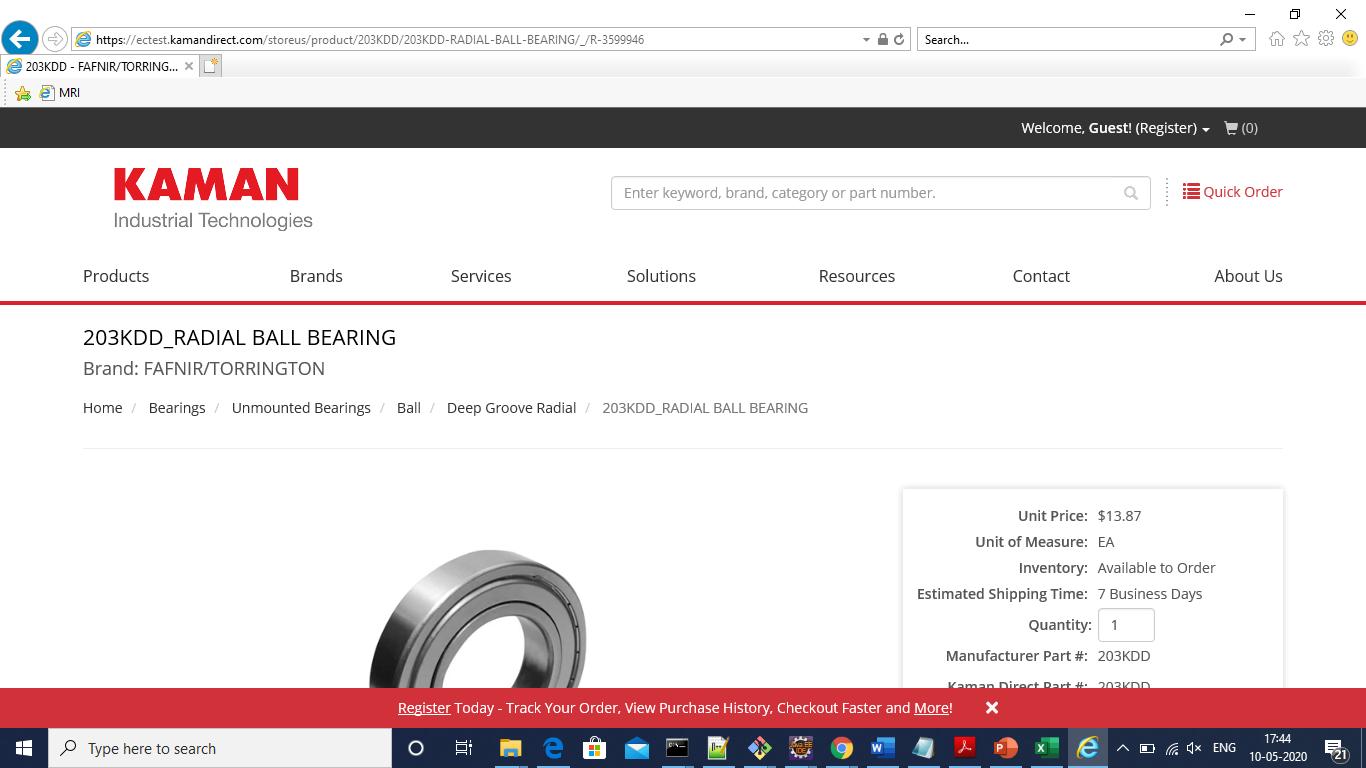 https://ectest.kamandirect.com/storeus/product/203KDD/203KDD-RADIAL-BALL-BEARING/_/R-3599946
Search...
203KDD - FAFNIR/TORRING...
MRI
Welcome, Guest! (Register)
(0)
KAMAN
Industrial Technologies
Enter keyword, brand, category or part number.
Quick Order
Products Brands Services Solutions Resources Contact About Us
203KDD_RADIAL BALL BEARING
Brand: FAFNIR/TORRINGTON
Home / Bearings / Unmounted Bearings / Ball / Deep Groove Radial / 203KDD_RADIAL BALL BEARING
Unit Price: $13.87
Unit of Measure: EA
Inventory: Available to Order
Estimated Shipping Time: 7 Business Days
Quantity: 1
Manufacturer Part #: 203KDD
Kaman Direct Part #: 203KDD
Register Today - Track Your Order, View Purchase History, Checkout Faster and More!
Type here to search
ENG
17:44
10-05-2020
21